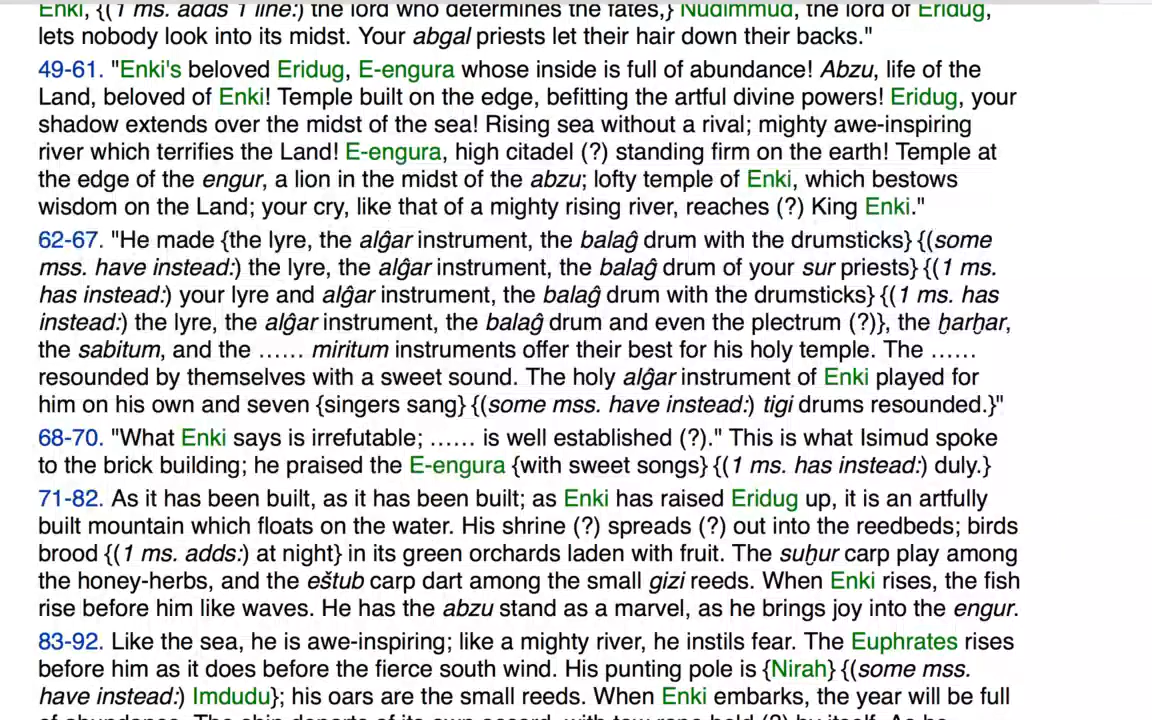 Enki, {(1 ms. adds 1 line:) the lord who determines the fates,} Nudimmud, the lord of Eridug,
lets nobody look into its midst. Your abgal priests let their hair down their backs."
49-61. "Enki's beloved Eridug, E-engura whose inside is full of abundance! Abzu, life of the
Land, beloved of Enki! Temple built on the edge, befitting the artful divine powers! Eridug, your
shadow extends over the midst of the sea! Rising sea without a rival; mighty awe-inspiring
river which terrifies the Land! E-engura, high citadel (?) standing firm on the earth! Temple at
the edge of the engur, a lion in the midst of the abzu; lofty temple of Enki, which bestows
wisdom on the Land; your cry, like that of a mighty rising river, reaches (?) King Enki."
62-67. "He made {the lyre, the alĝar instrument, the balaĝ drum with the drumsticks} {(some
mss. have instead:) the lyre, the alĝar instrument, the balaĝ drum of your sur priests} {(1 ms.
has instead:) your lyre and alĝar instrument, the balaĝ drum with the drumsticks} {(1 ms. has
instead:) the lyre, the alĝar instrument, the balaĝ drum and even the plectrum (?)}, the ḫarḫar,
the sabitum, and the ...... miritum instruments offer their best for his holy temple. The ......
resounded by themselves with a sweet sound. The holy alĝar instrument of Enki played for
him on his own and seven {singers sang} {(some mss. have instead:) tigi drums resounded.}"
68-70. "What Enki says is irrefutable; ...... is well established (?)." This is what Isimud spoke
to the brick building; he praised the E-engura {with sweet songs} {(1 ms. has instead:) duly.}
71-82. As it has been built, as it has been built; as Enki has raised Eridug up, it is an artfully
built mountain which floats on the water. His shrine (?) spreads (?) out into the reedbeds; birds
brood {(1 ms. adds:) at night} in its green orchards laden with fruit. The suḫur carp play among
the honey-herbs, and the eštub carp dart among the small gizi reeds. When Enki rises, the fish
rise before him like waves. He has the abzu stand as a marvel, as he brings joy into the engur.
83-92. Like the sea, he is awe-inspiring; like a mighty river, he instils fear. The Euphrates rises
before him as it does before the fierce south wind. His punting pole is {Nirah} {(some mss.
have instead:) Imdudu}; his oars are the small reeds. When Enki embarks, the year will be full
of abundance. The ship departs of its own accord, with tow rope held (?) by itself. As he